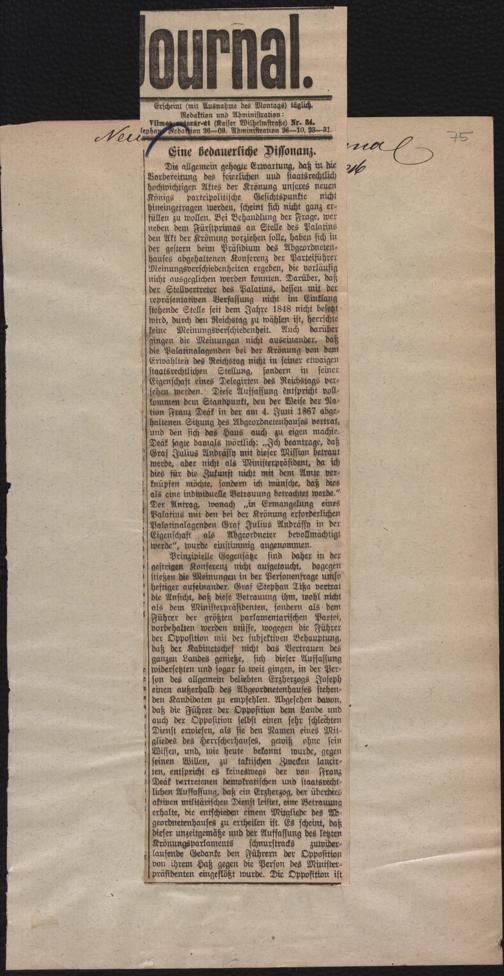 Journal.
Erscheint (mit Ausnahme des Montags) täglich.
Redaktion und Administration:
(Kaiser Wilhelmstraße) Nr. 34.
Redaktion 26—09. Administration 26—10, 23—31.
Neu
75
Eine bedauerliche Dissonanz.
Die allgemein gehegte Erwartung, daß in die
Vorbereitung des feierlichen und staatsrechtlich
hochwichtigen Aktes der Krönung unseres neuen
Königs parteipolitische Gesichtspunkte nicht
hineingetragen werden, scheint sich nicht ganz er-
füllen zu wollen. Bei Behandlung der Frage, wer
neben dem Fürstprimas an Stelle des Palatins
den Akt der Krönung vorziehen solle, haben sich in
der gestern beim Präsidium des Abgeordneten-
hauses abgehaltenen Konferenz der Parteiführer
Meinungsverschiedenheiten ergeben, die vorläufig
nicht ausgeglichen werden konnten. Darüber, daß
der Stellvertreter des Palatins, dessen mit der
repräsentativen Verfassung nicht im Einklang
stehende Stelle seit dem Jahre 1848 nicht besetzt
wird, durch den Reichstag zu wählen ist, herrschte
keine Meinungsverschiedenheit. Auch darüber
gingen die Meinungen nicht auseinander, daß
die Palatinalagenden bei der Krönung von dem
Erwählten des Reichstag nicht in seiner etwaigen
staatsrechtlichen Stellung, sondern in seiner
Eigenschaft eines Delegirten des Reichstags ver-
sehen werden. Diese Auffassung entspricht voll-
kommen dem Standpunkt, den der Weise der Na-
tion Franz Deák in der am 4. Juni 1867 abge-
haltenen Sitzung des Abgeordnetenhauses vertrat,
und den sich das Haus auch zu eigen machte.
Deák sagte damals wörtlich: „Ich beantrage, daß
Graf Julius Andrássy mit dieser Mission betraut
werde, aber nicht als Ministerpräsident, da ich
dies für die Zukunft nicht mit dem Amte ver-
knüpfen möchte, sondern ich wünsche, daß dies
als eine individuelle Betrauung betrachtet werde.“
Der Antrag, wonach „in Ermangelung eines
Palatins mit den bei der Krönung erforderlichen
Palatinalagenden Graf Julius Andrássy in der
Eigenschaft als Abgeordneter bevollmächtigt
werde“, wurde einstimmig angenommen.
Prinzipielle Gegensätze sind daher in der
gestrigen Konferenz nicht aufgetaucht, dagegen
stießen die Meinungen in der Personenfrage umso
heftiger aufeinander. Graf Stephan Tißa vertrat
die Ansicht, daß diese Betrauung ihm, wohl nicht
als dem Ministerpräsidenten, sondern als dem
Führer der größten parlamentarischen Partei,
vorbehalten werden müsse, wogegen die Führer
der Opposition mit der subjektiven Behauptung,
daß der Kabinetschef nicht das Vertrauen des
ganzen Landes genieße, sich dieser Auffassung
widersetzten und sogar so weit gingen, in der Per-
son des allgemein beliebten Erzherzogs Joseph
einen außerhalb des Abgeordnetenhauses stehen-
den Kandidaten zu empfehlen. Abgesehen davon,
daß die Führer der Opposition dem Lande und
auch der Opposition selbst einen sehr schlechten
Dienst erwiesen, als sie den Namen eines Mit-
gliedes des Herrscherhauses, gewiß ohne sein
Wissen, und, wie heute bekannt wurde, gegen
seinen Willen, zu taktischen Zwecken lancir-
ten, entspricht es keineswegs der von Franz
Deák vertretenen demokratischen und staatsrecht-
lichen Auffassung, daß ein Erzherzog, der überdies
aktiven militärischen Dienst leistet, eine Betrauung
erhalte, die entschieden einem Mitgliede des Ab-
geordnetenhauses zu ertheilen ist. Es scheint, daß
dieser unzeitgemäße und der Auffassung des letzten
Krönungsparlaments schnurstracks zuwider-
laufende Gedanke den Führern der Opposition
von ihrem Haß gegen die Person des Minister-
präsidenten eingeflößt wurde. Die Opposition ist